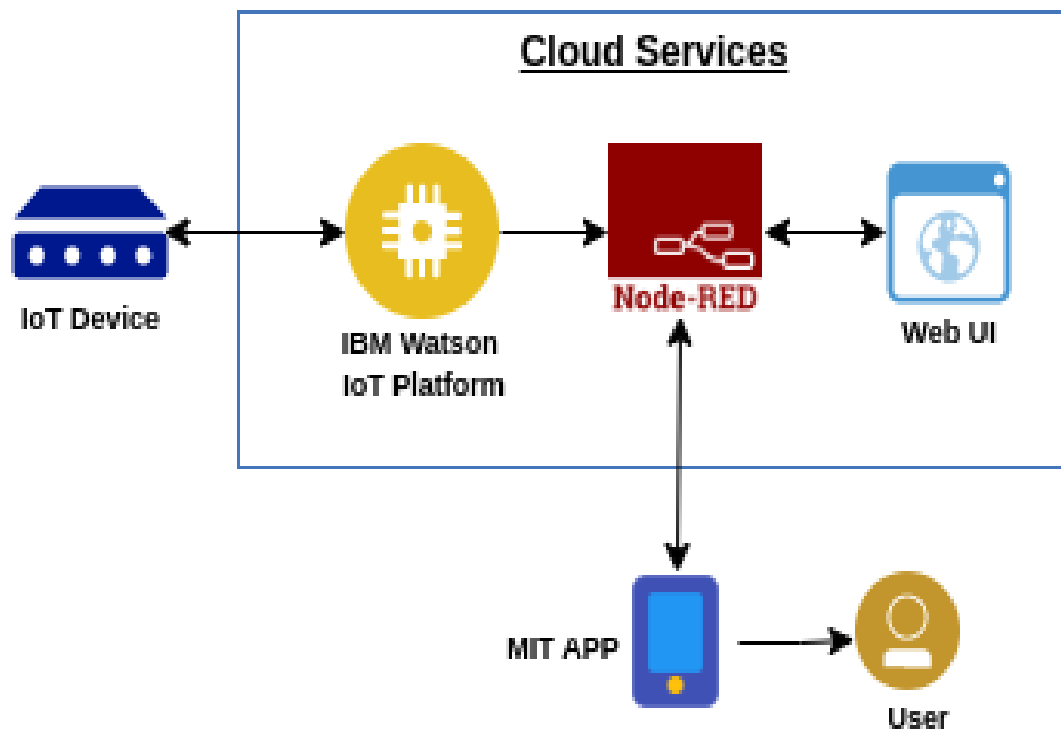 Cloud Services
IoT Device
IBM Watson
IoT Platform
Node-RED
Web UI
MIT APP
User